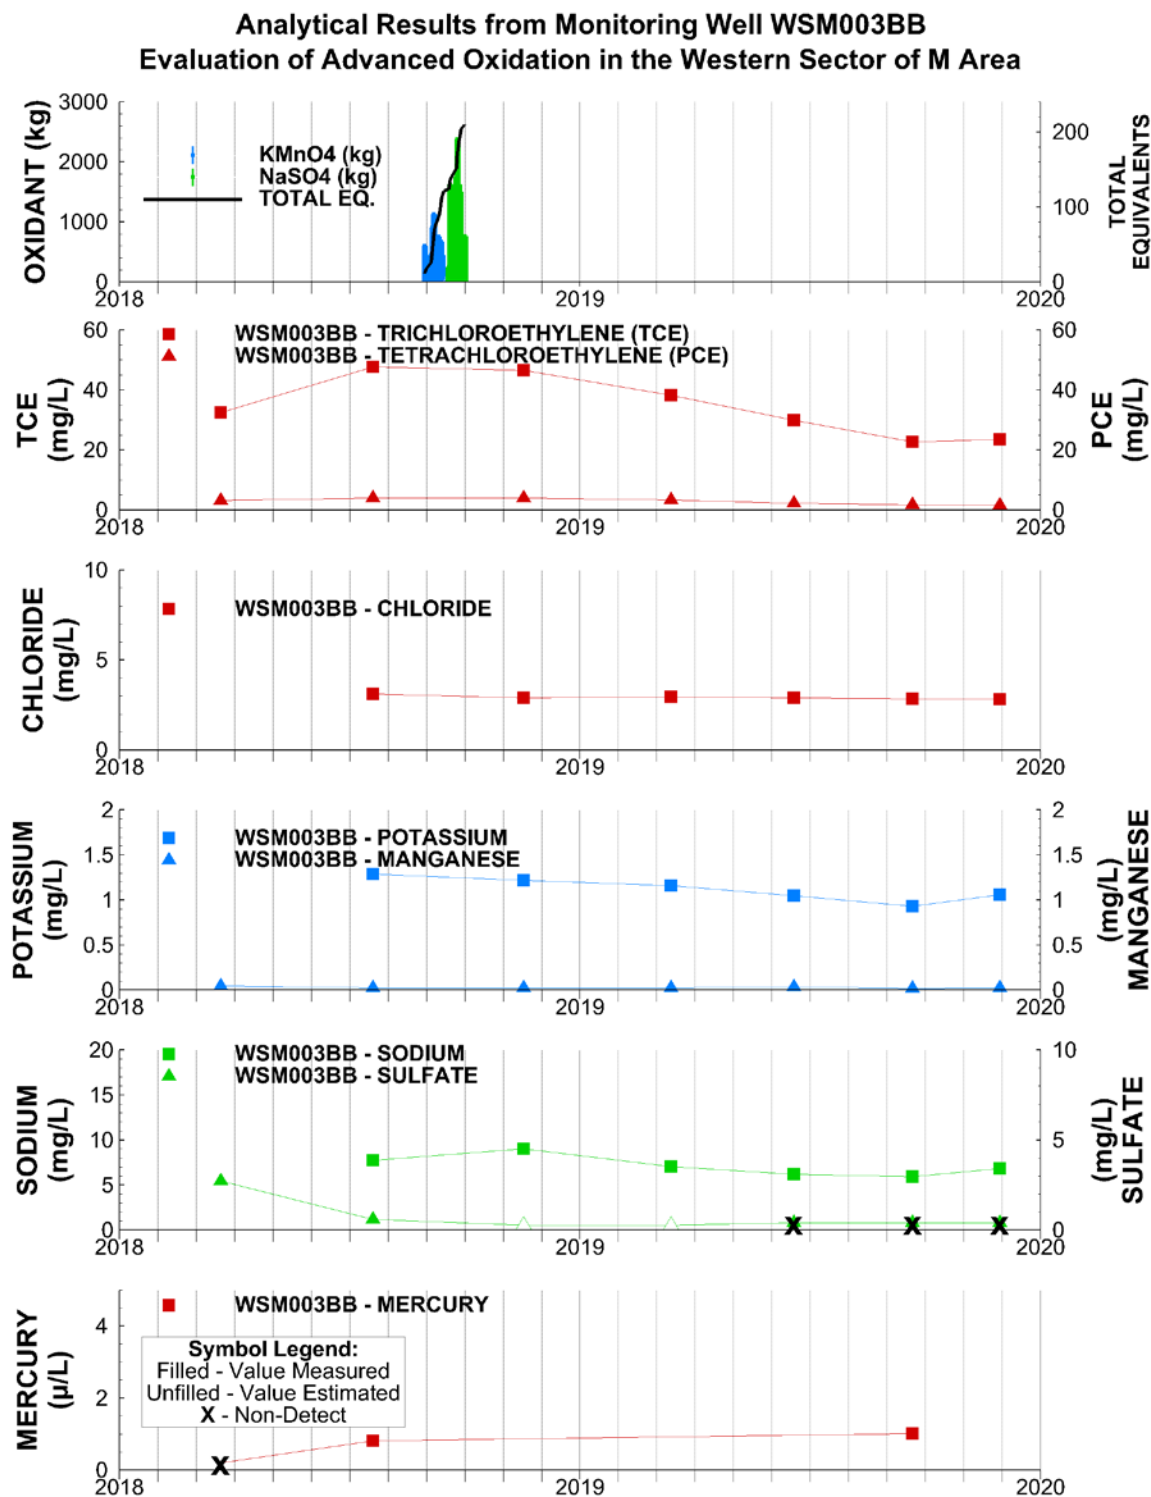 Analytical Results from Monitoring Well WSM003BB
Evaluation of Advanced Oxidation in the Western Sector of M Area
OXIDANT (kg)
3000
2000
1000
0
KMnO4 (kg)
NaSO4 (kg)
TOTAL EQ.
200
100
0
TOTAL
EQUIVALENTS
2018
2019
2020
TCE
(mg/L)
60
40
20
0
WSM003BB - TRICHLOROETHYLENE (TCE)
WSM003BB - TETRACHLOROETHYLENE (PCE)
60
40
20
0
PCE
(mg/L)
2018
2019
2020
CHLORIDE
(mg/L)
10
5
0
WSM003BB - CHLORIDE
2018
2019
2020
POTASSIUM
(mg/L)
2
1.5
1
0.5
0
WSM003BB - POTASSIUM
WSM003BB - MANGANESE
2
1.5
1
0.5
0
(mg/L)
MANGANESE
2018
2019
2020
SODIUM
(mg/L)
20
15
10
5
0
WSM003BB - SODIUM
WSM003BB - SULFATE
10
5
0
(mg/L)
SULFATE
X X X
2018
2019
2020
MERCURY
(µ/L)
4
2
0
WSM003BB - MERCURY
Symbol Legend:
Filled - Value Measured
Unfilled - Value Estimated
X - Non-Detect
X
2018
2019
2020